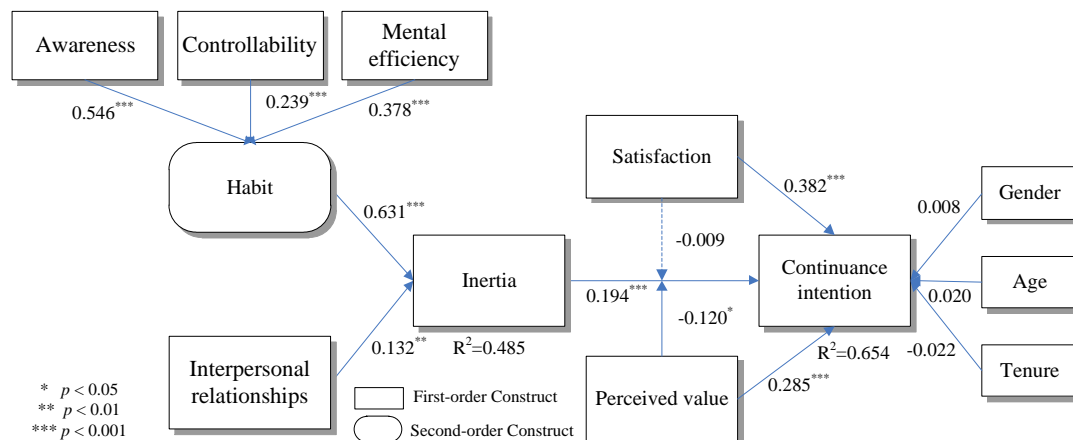 Awareness
Controllability
Mental
efficiency
0.546***
0.239***
0.378***
Habit
Satisfaction
0.631***
0.382***
Gender
0.008
-0.009
Inertia
Continuance
intention
Age
0.194***
0.020
-0.120*
0.132**
R²=0.485
R²=0.654
-0.022
Interpersonal
relationships
Perceived value
0.285***
Tenure
* p < 0.05
** p < 0.01
*** p < 0.001
First-order Construct
Second-order Construct